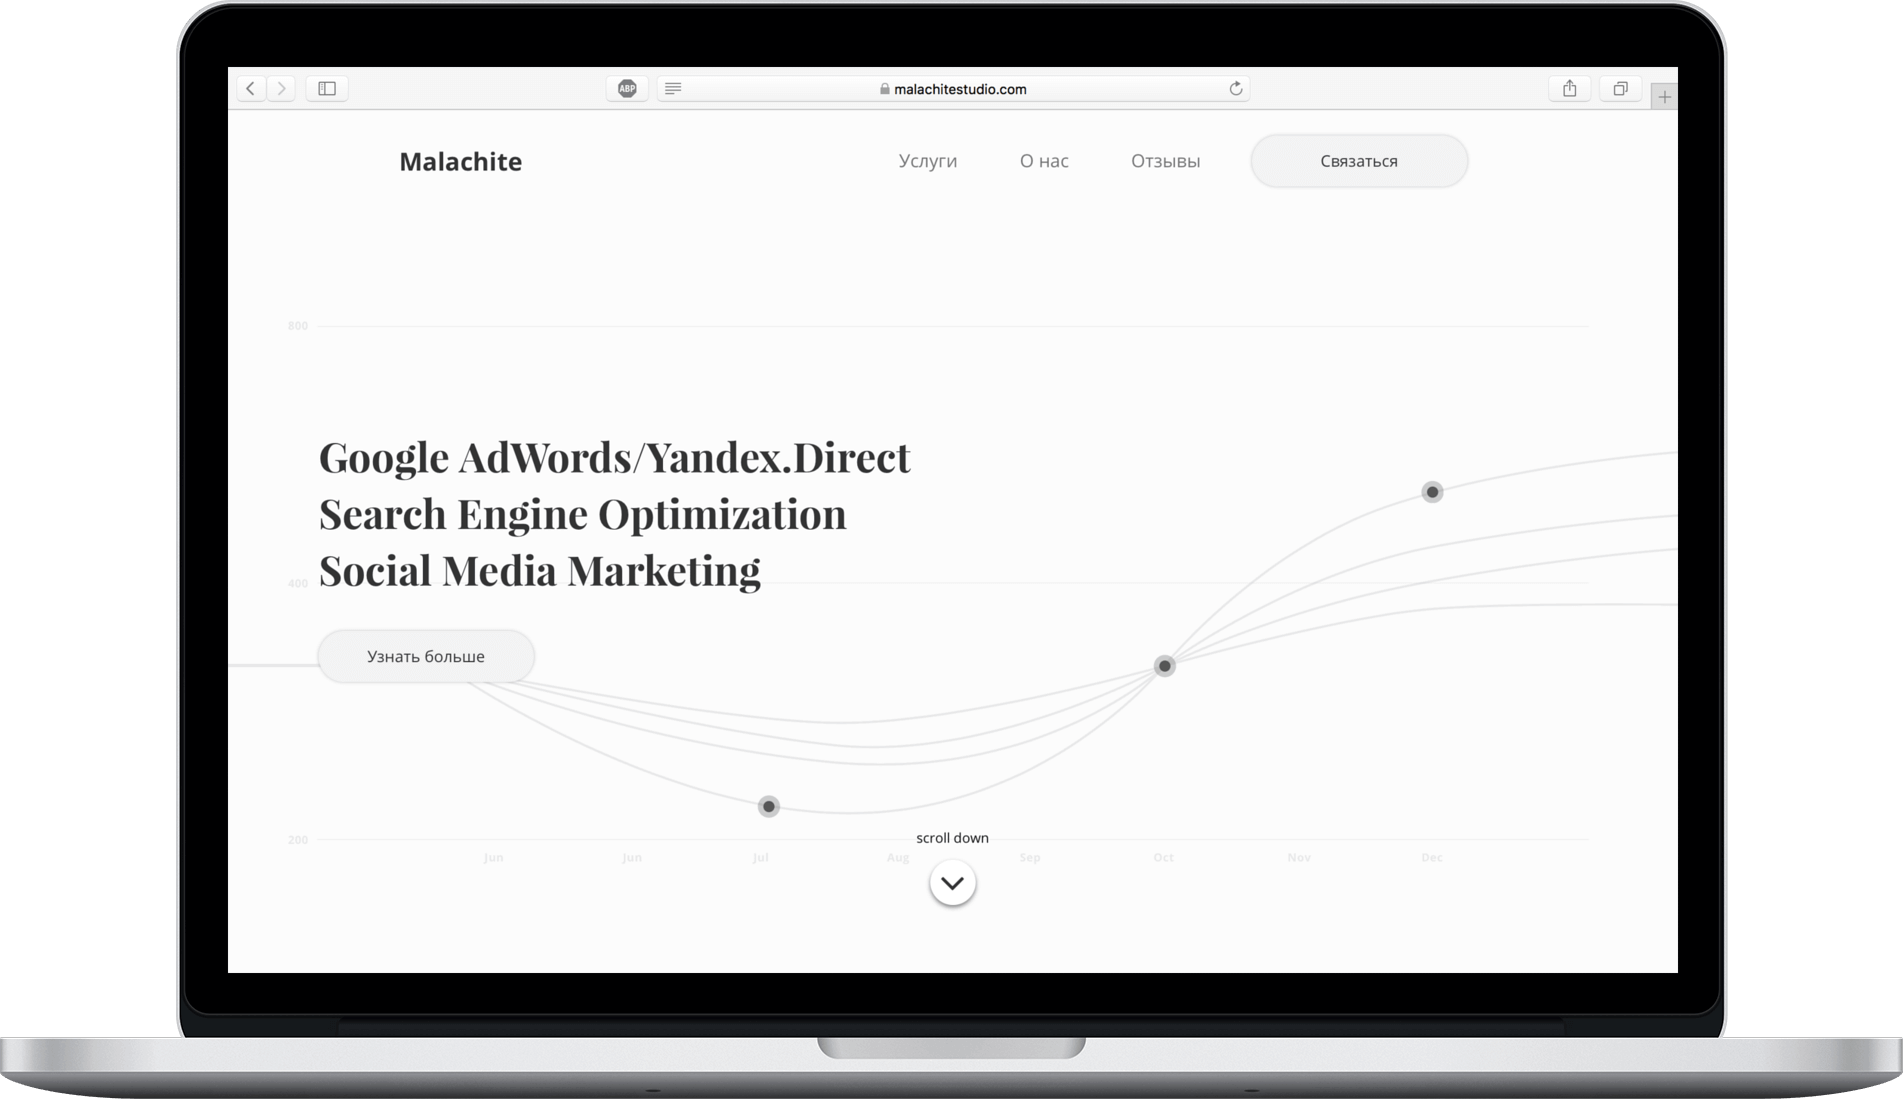 ABP
malachitestudio.com
Malachite
Услуги
О нас
Отзывы
Связаться
800
Google AdWords/Yandex.Direct
Search Engine Optimization
Social Media Marketing
400
Узнать больше
scroll down
200
Jun
Jun
Jul
Aug
Sep
Oct
Nov
Dec